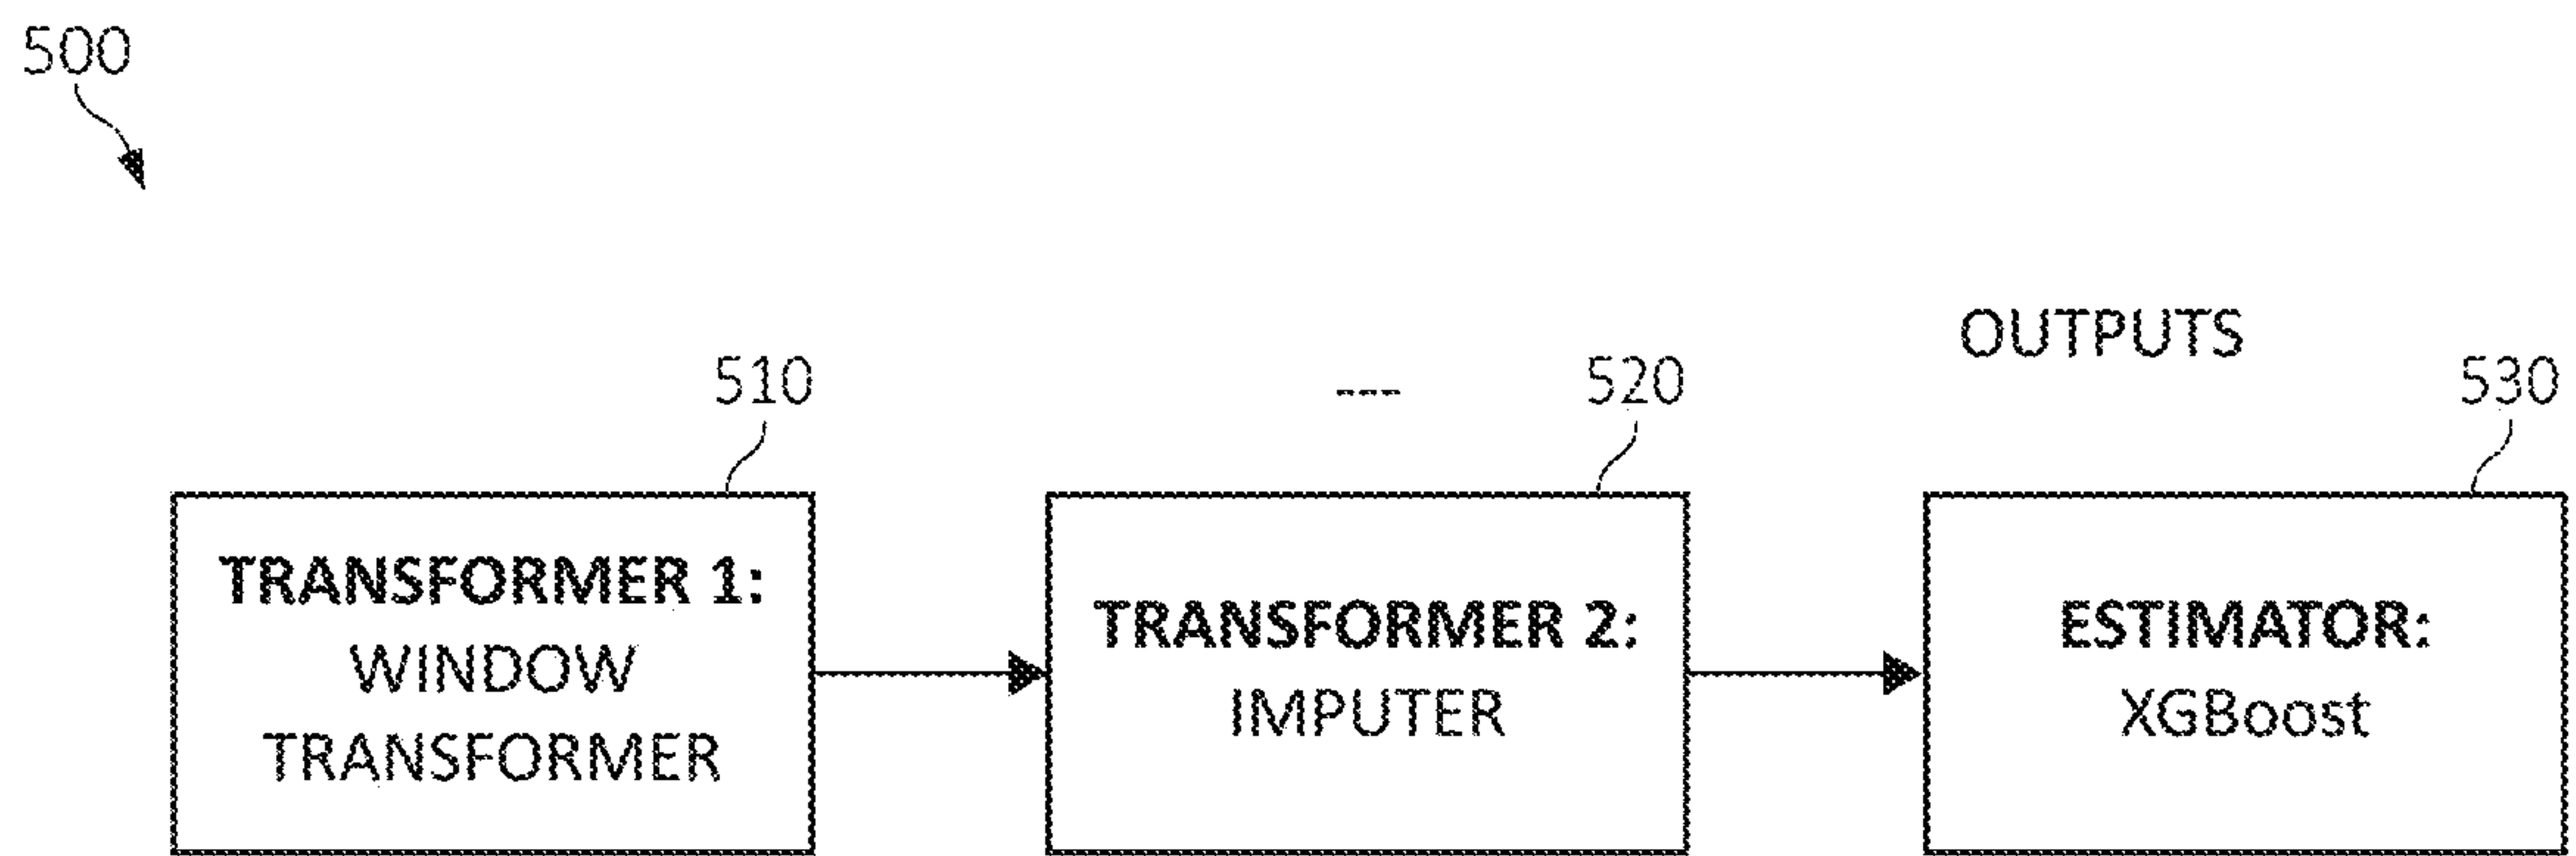 500
OUTPUTS
510
---
520
530
TRANSFORMER 1:
WINDOW
TRANSFORMER
TRANSFORMER 2:
IMPUTER
ESTIMATOR:
XGBoost